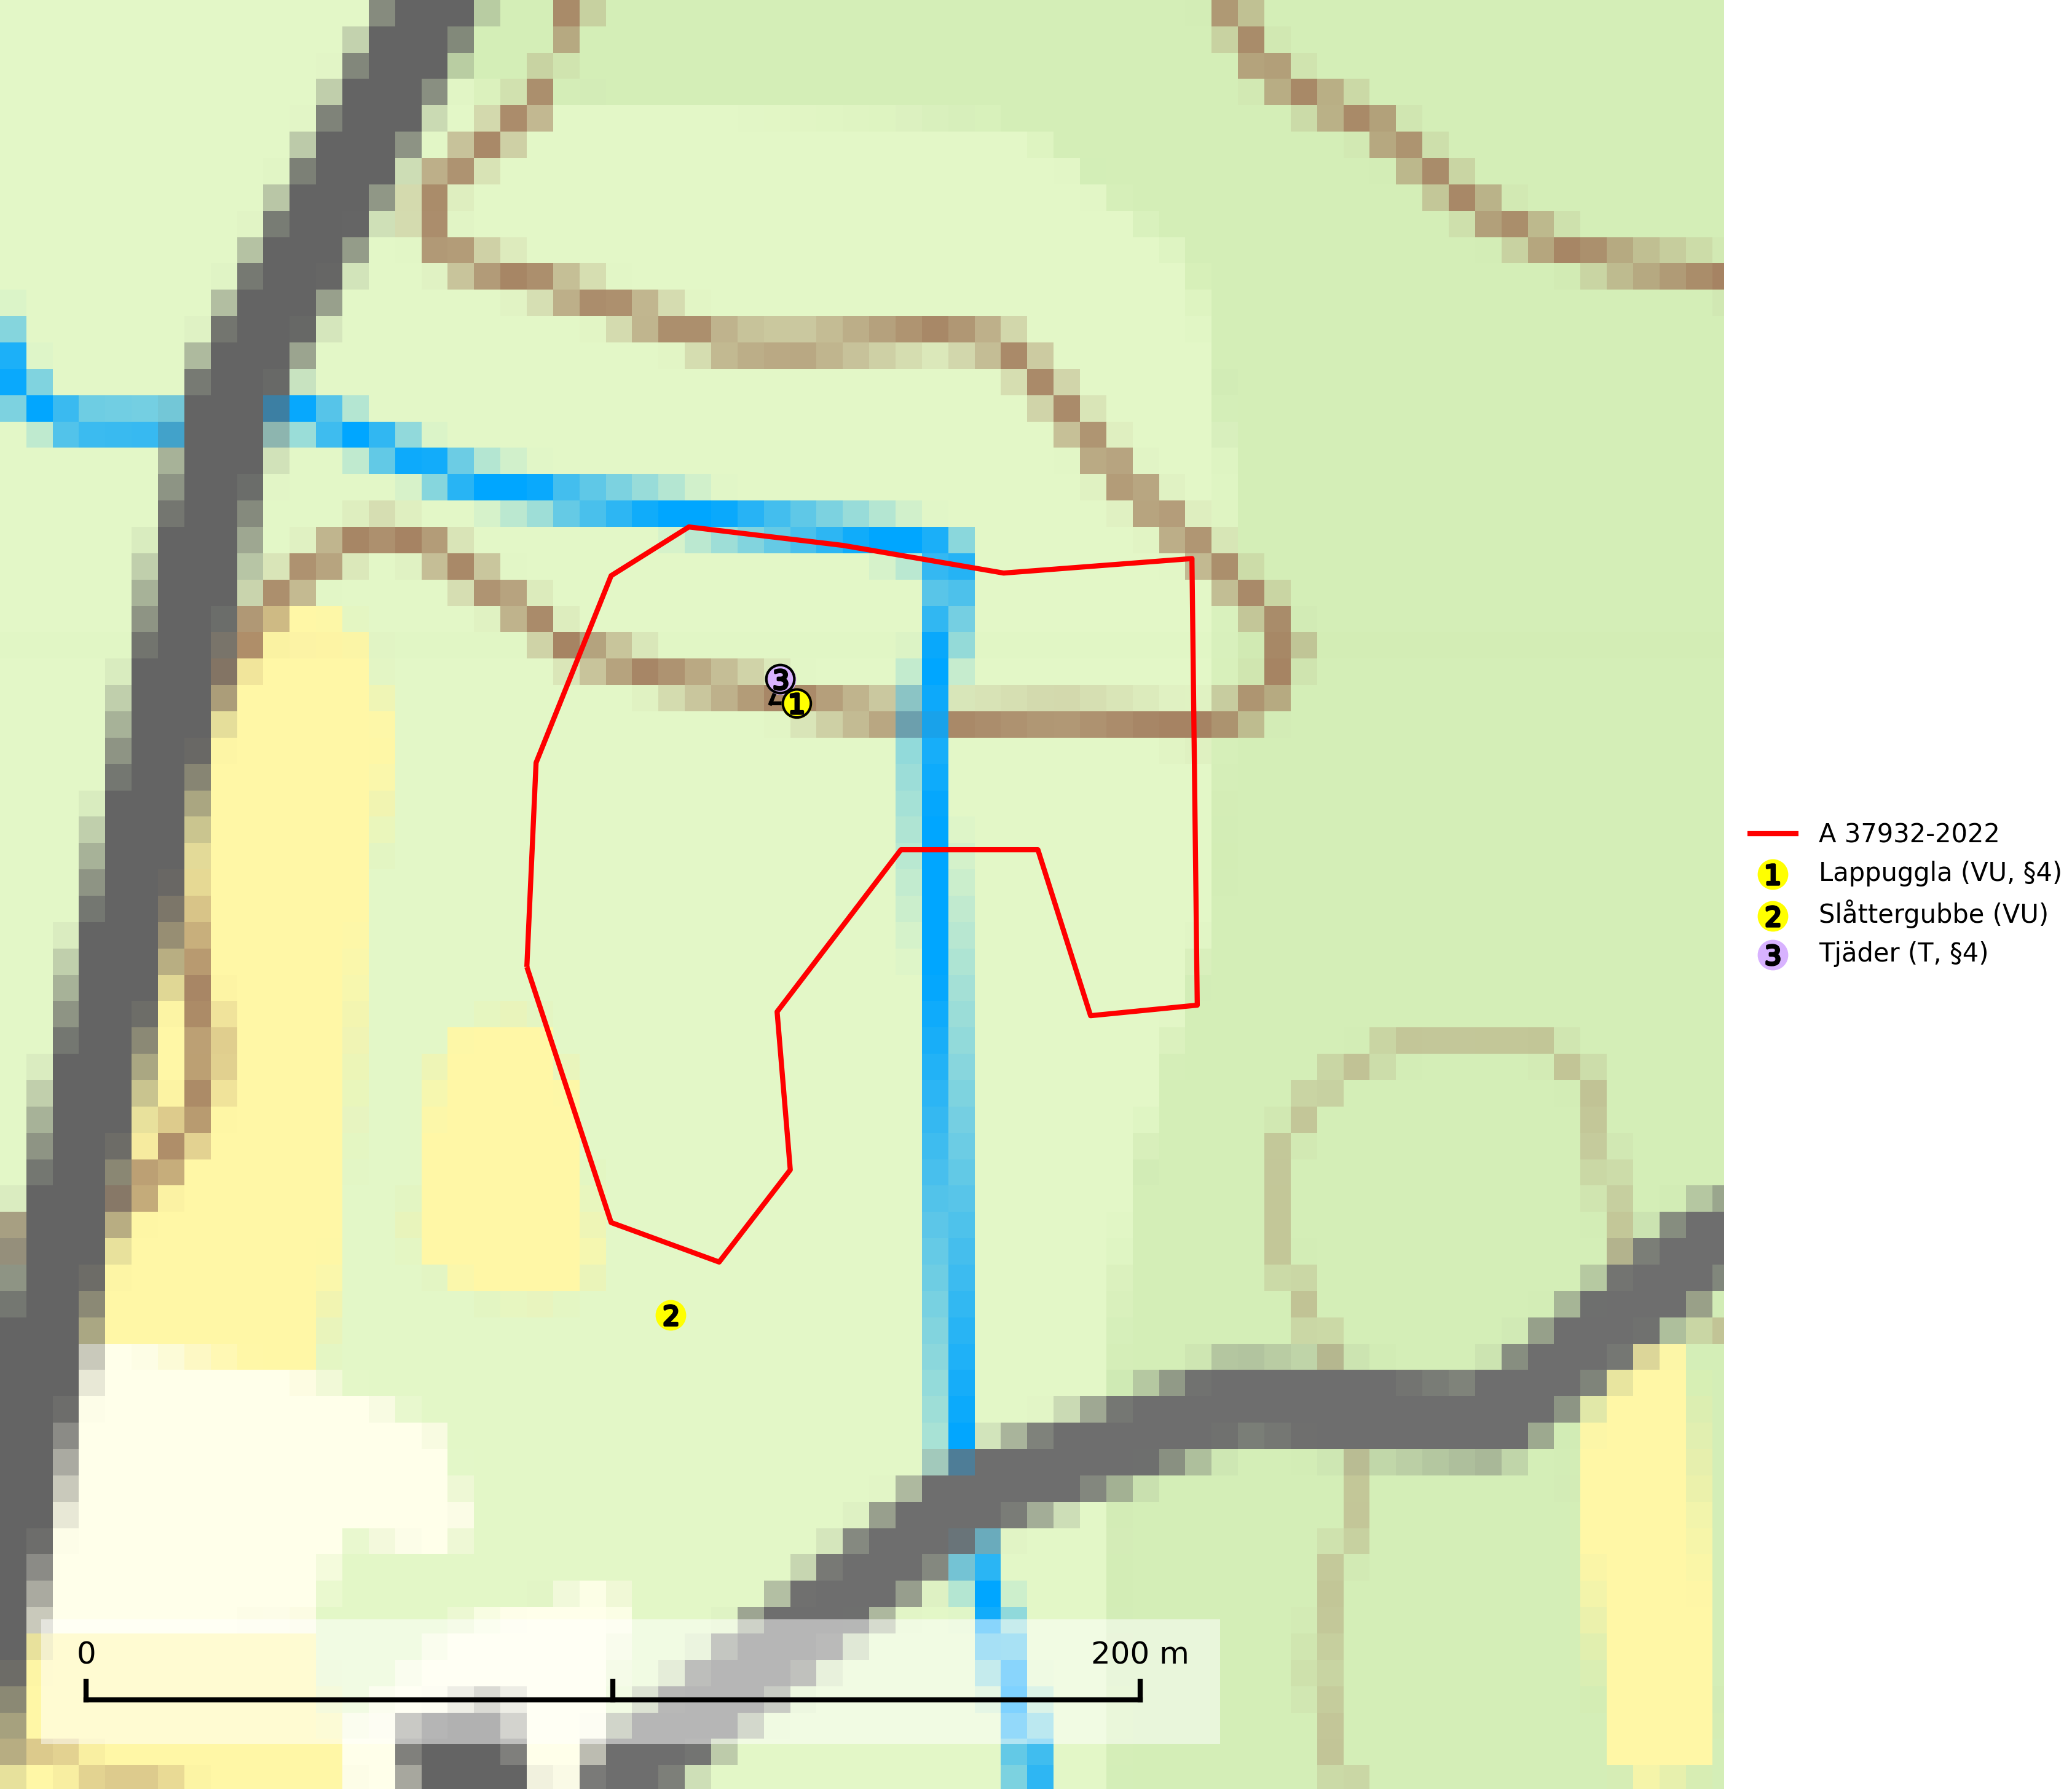 3
1
2
A 37932-2022
1 Lappuggla (VU, §4)
2 Slåttergubbe (VU)
3 Tjäder (T, §4)
0 200 m